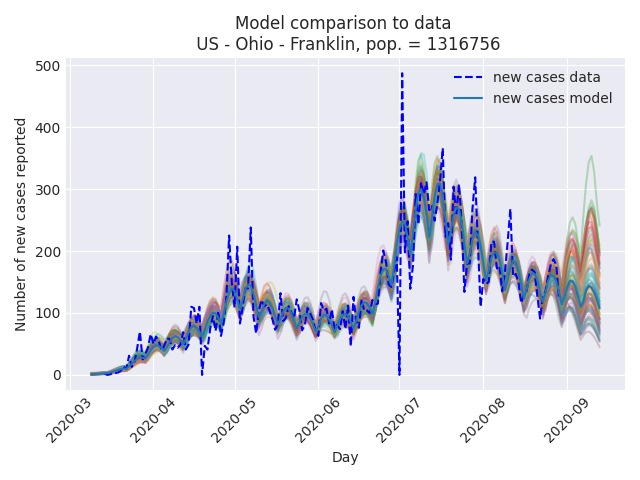 Model comparison to data
US - Ohio - Franklin, pop. = 1316756
new cases data
new cases model
Number of new cases reported
500
400
300
200
100
0
2020-03
2020-04
2020-05
2020-06
2020-07
2020-08
2020-09
Day